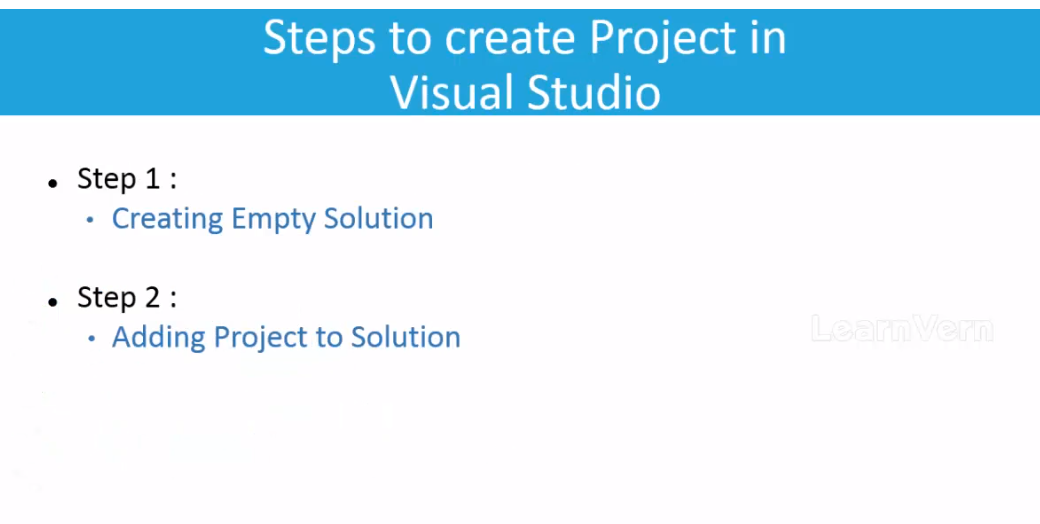 Steps to create Project in
Visual Studio
• Step 1 :
• Creating Empty Solution
• Step 2 :
• Adding Project to Solution
LearnVern